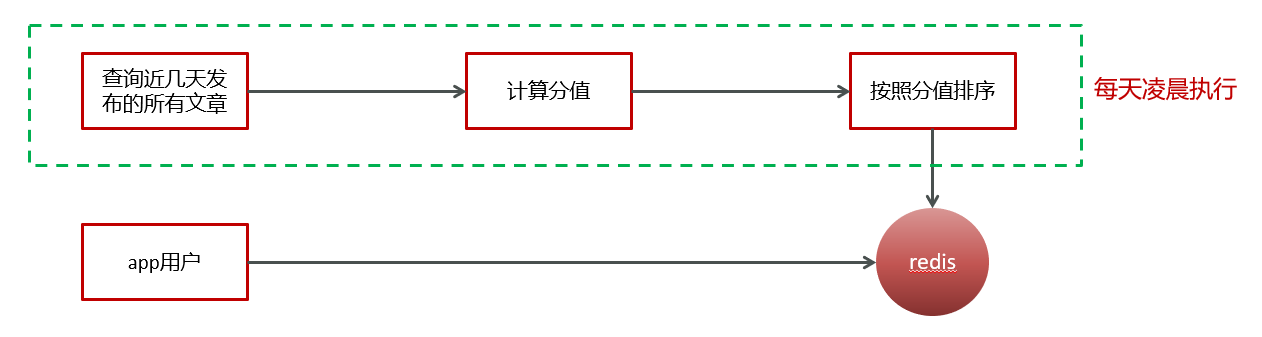 查询近几天发
布的所有文章
计算分值
按照分值排序
每天凌晨执行
app用户
redis